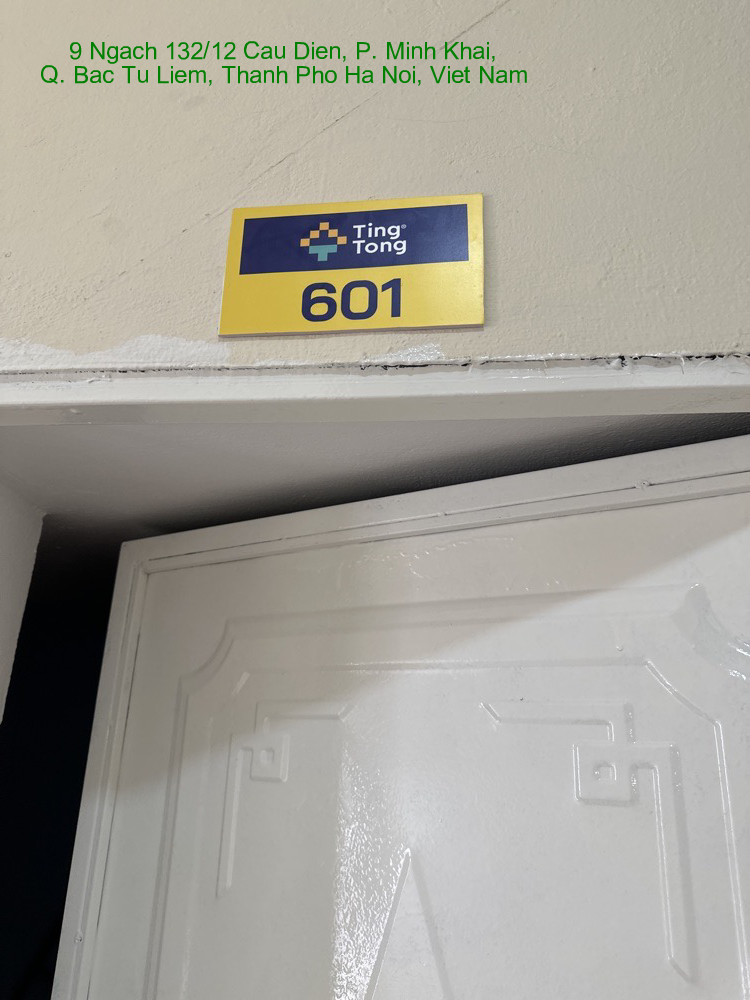 9 Ngach 132/12 Cau Dien, P. Minh Khai,
Q. Bac Tu Liem, Thanh Pho Ha Noi, Viet Nam
Ting®
Tong
601